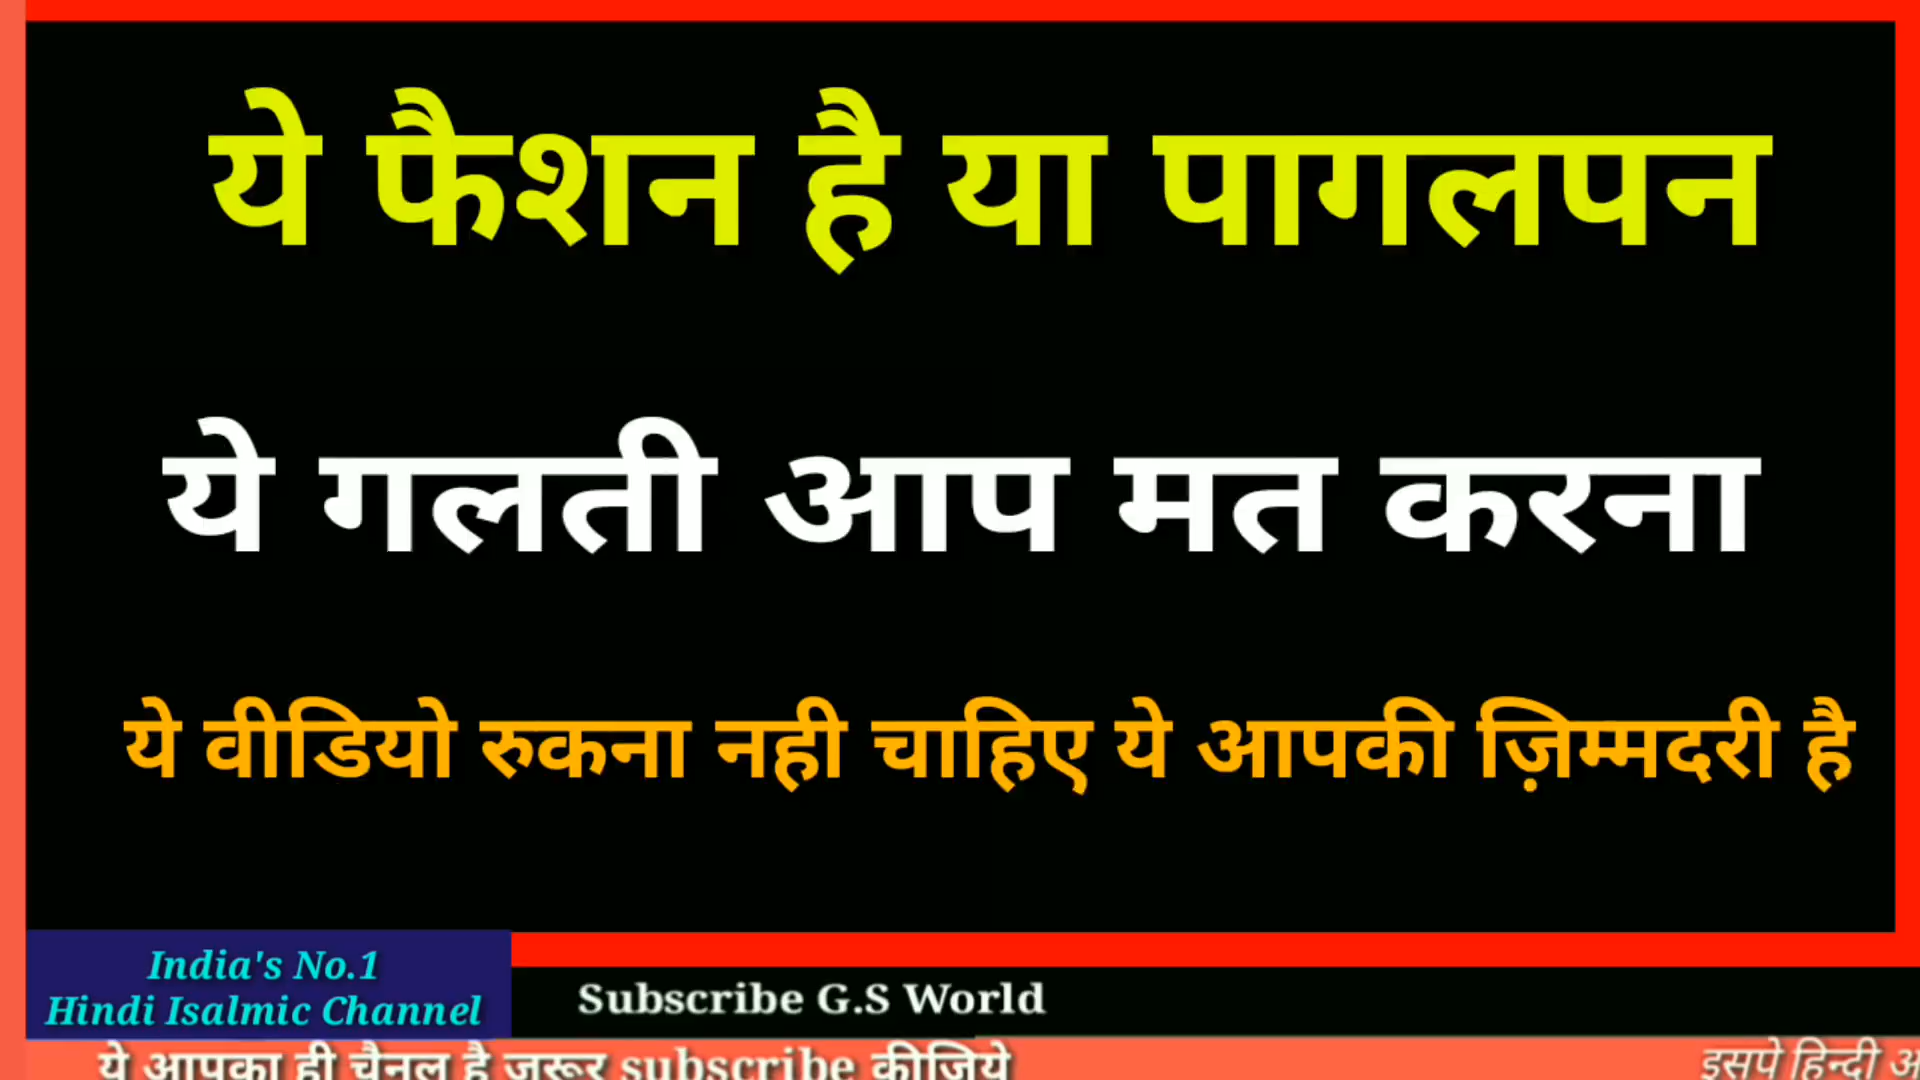 ये फैशन है या पागलपन
ये गलती आप मत करना
ये वीडियो रुकना नही चाहिए ये आपकी ज़िम्मदरी है
India's No.1
Hindi Isalmic Channel
Subscribe G.S World
ये आपका ही चैनल है जरूर subscribe कीजिये
इसपे हिन्दी